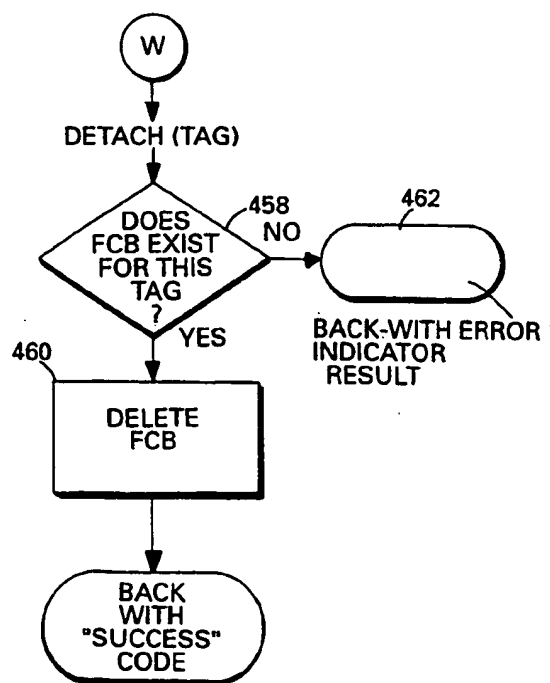 W
DETACH (TAG)
458
DOES
FCB EXIST
FOR THIS
TAG
?
NO
462
BACK-WITH ERROR
INDICATOR
RESULT
YES
460
DELETE
FCB
BACK
WITH
"SUCCESS"
CODE